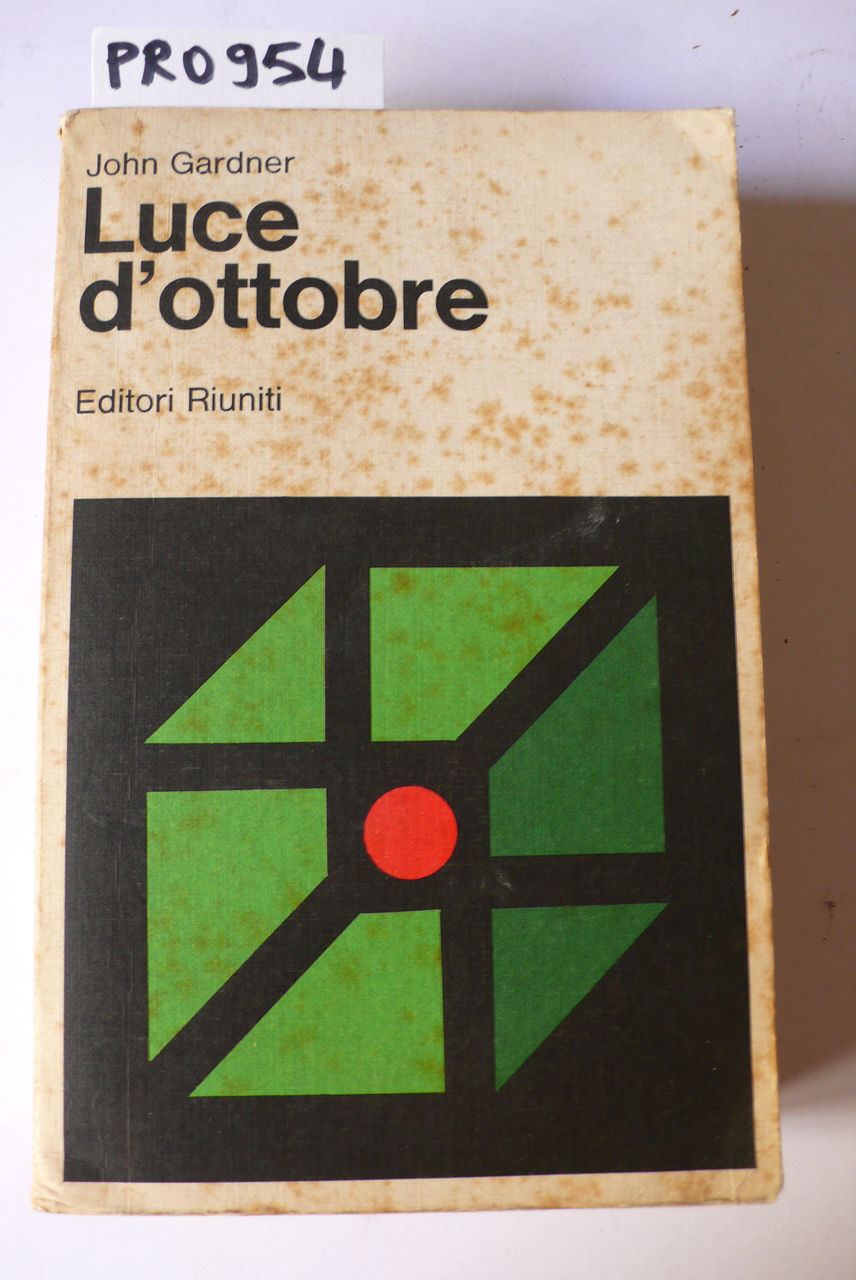 PR0954
John Gardner
Luce
d'ottobre
Editori Riuniti